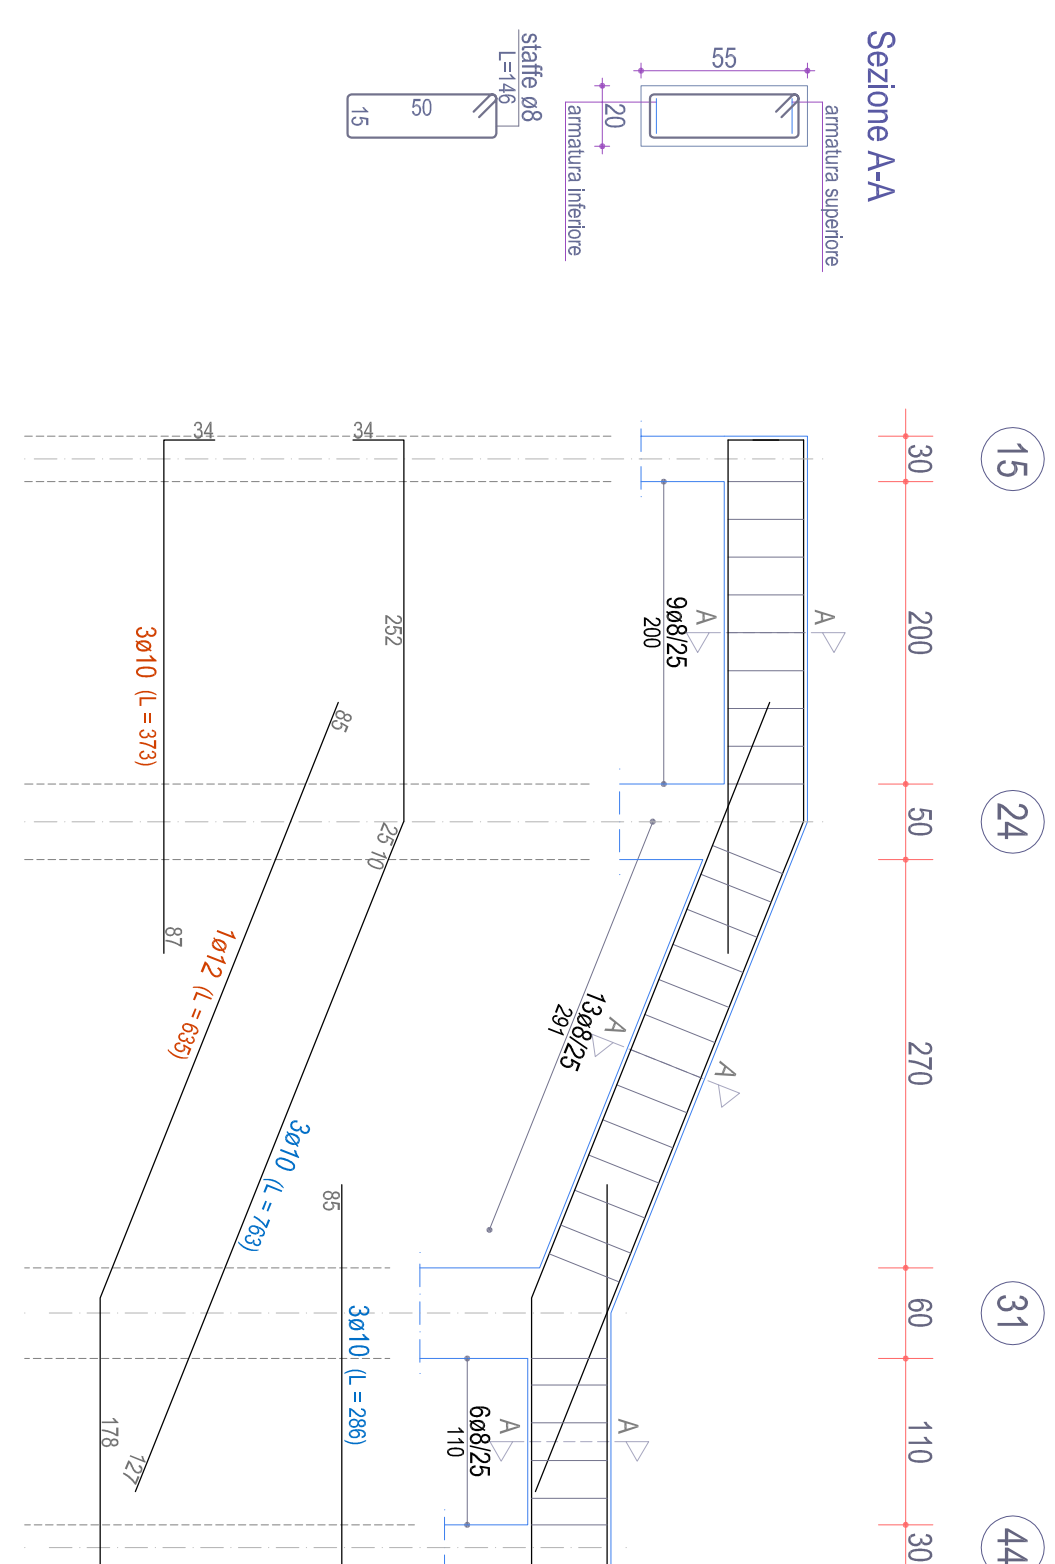 Sezione A-A
armatura superiore
55
20
armatura inferiore
staffe ø8
L=146
50
15
15
24
31
44
30
200
50
270
60
110
30
A
A
9ø8/25
200
A
A
13ø8/25
291
A
A
6ø8/25
110
34
252
25
10
3ø10 (L = 763)
127
85
3ø10 (L = 286)
85
1ø12 (L = 635)
178
34
3ø10 (L = 373)
87